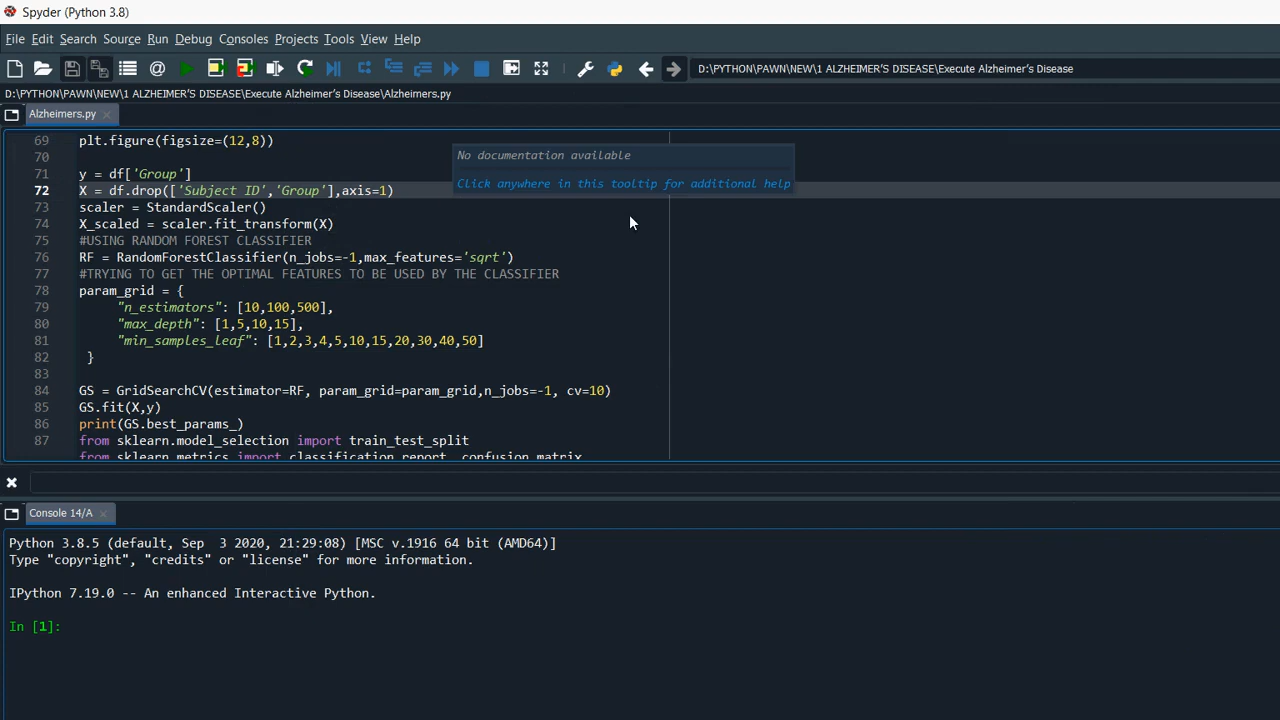 Spyder (Python 3.8)
File Edit Search Source Run Debug Consoles Projects Tools View Help
D:\PYTHON\PAWN\NEW\1 ALZHEIMER'S DISEASE\Execute Alzheimer's Disease
D:\PYTHON\PAWN\NEW\1 ALZHEIMER'S DISEASE\Execute Alzheimer's Disease\Alzheimers.py
Alzheimers.py
69 plt.figure(figsize=(12,8))
No documentation available
70
71 y = df['Group']
Click anywhere in this tooltip for additional help
72 X = df.drop(['Subject ID','Group'],axis=1)
73 scaler = StandardScaler()
74 X_scaled = scaler.fit_transform(X)
75 #USING RANDOM FOREST CLASSIFIER
76 RF = RandomForestClassifier(n_jobs=-1,max_features='sqrt')
77 #TRYING TO GET THE OPTIMAL FEATURES TO BE USED BY THE CLASSIFIER
78 param_grid = {
79 "n_estimators": [10,100,500],
80 "max_depth": [1,5,10,15],
81 "min_samples_leaf": [1,2,3,4,5,10,15,20,30,40,50]
82 }
83
84 GS = GridSearchCV(estimator=RF, param_grid=param_grid,n_jobs=-1, cv=10)
85 GS.fit(X,y)
86 print(GS.best_params_)
87 from sklearn.model_selection import train_test_split
from sklearn.metrics import classification_report, confusion_matrix
Console 14/A
Python 3.8.5 (default, Sep  3 2020, 21:29:08) [MSC v.1916 64 bit (AMD64)]
Type "copyright", "credits" or "license" for more information.
IPython 7.19.0 -- An enhanced Interactive Python.
In [1]: